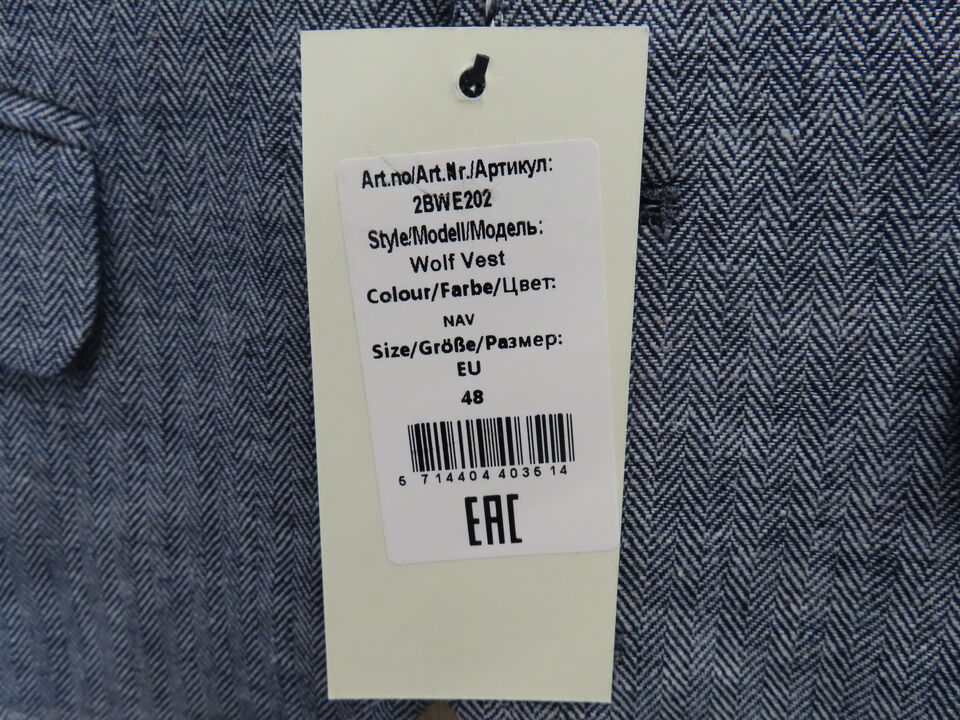 Art.no/Art.Nr./Артикул:
2BWE202
Style/Modell/Модель:
Wolf Vest
Colour/Farbe/Цвет:
NAV
Size/Größe/Размер:
EU
48
6 714404 403614
EAC